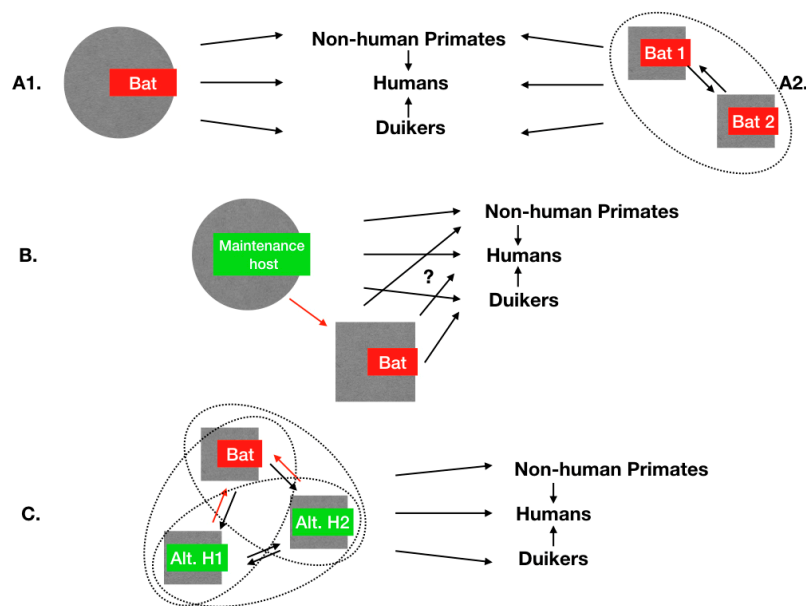 A1.
Bat
Non-human Primates
Humans
Duikers
Bat 1
Bat 2
A2.
B.
Maintenance
host
Bat
?
Non-human Primates
Humans
Duikers
C.
Bat
Alt. H1
Alt. H2
Non-human Primates
Humans
Duikers